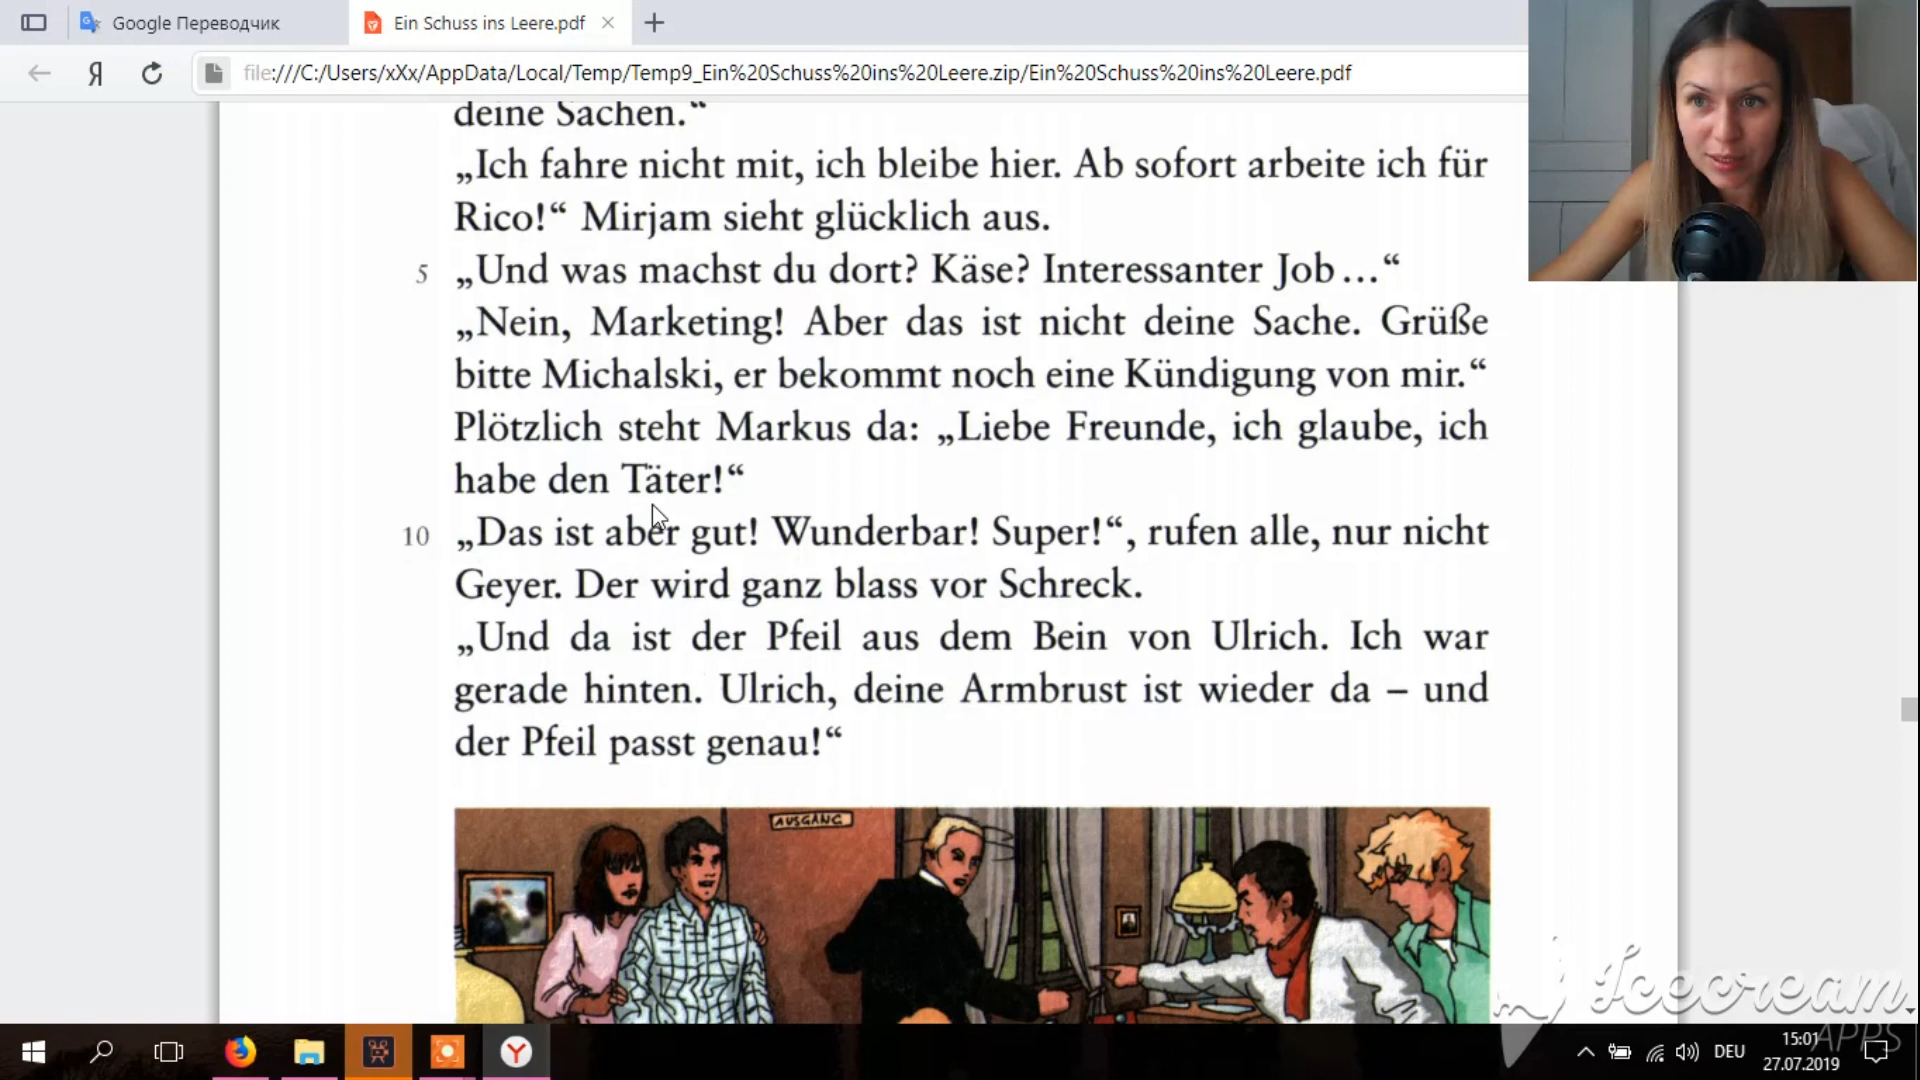 Google Переводчик
Ein Schuss ins Leere.pdf
file:///C:/Users/xXx/AppData/Local/Temp/Temp9_Ein%20Schuss%20ins%20Leere.zip/Ein%20Schuss%20ins%20Leere.pdf
deine Sachen.“
„Ich fahre nicht mit, ich bleibe hier. Ab sofort arbeite ich für
Rico!“ Mirjam sieht glücklich aus.
5 „Und was machst du dort? Käse? Interessanter Job …“
„Nein, Marketing! Aber das ist nicht deine Sache. Grüße
bitte Michalski, er bekommt noch eine Kündigung von mir.“
Plötzlich steht Markus da: „Liebe Freunde, ich glaube, ich
habe den Täter!“
10 „Das ist aber gut! Wunderbar! Super!“, rufen alle, nur nicht
Geyer. Der wird ganz blass vor Schreck.
„Und da ist der Pfeil aus dem Bein von Ulrich. Ich war
gerade hinten. Ulrich, deine Armbrust ist wieder da – und
der Pfeil passt genau!“
AUSGANG
Icecream
APPS
DEU
15:01
27.07.2019